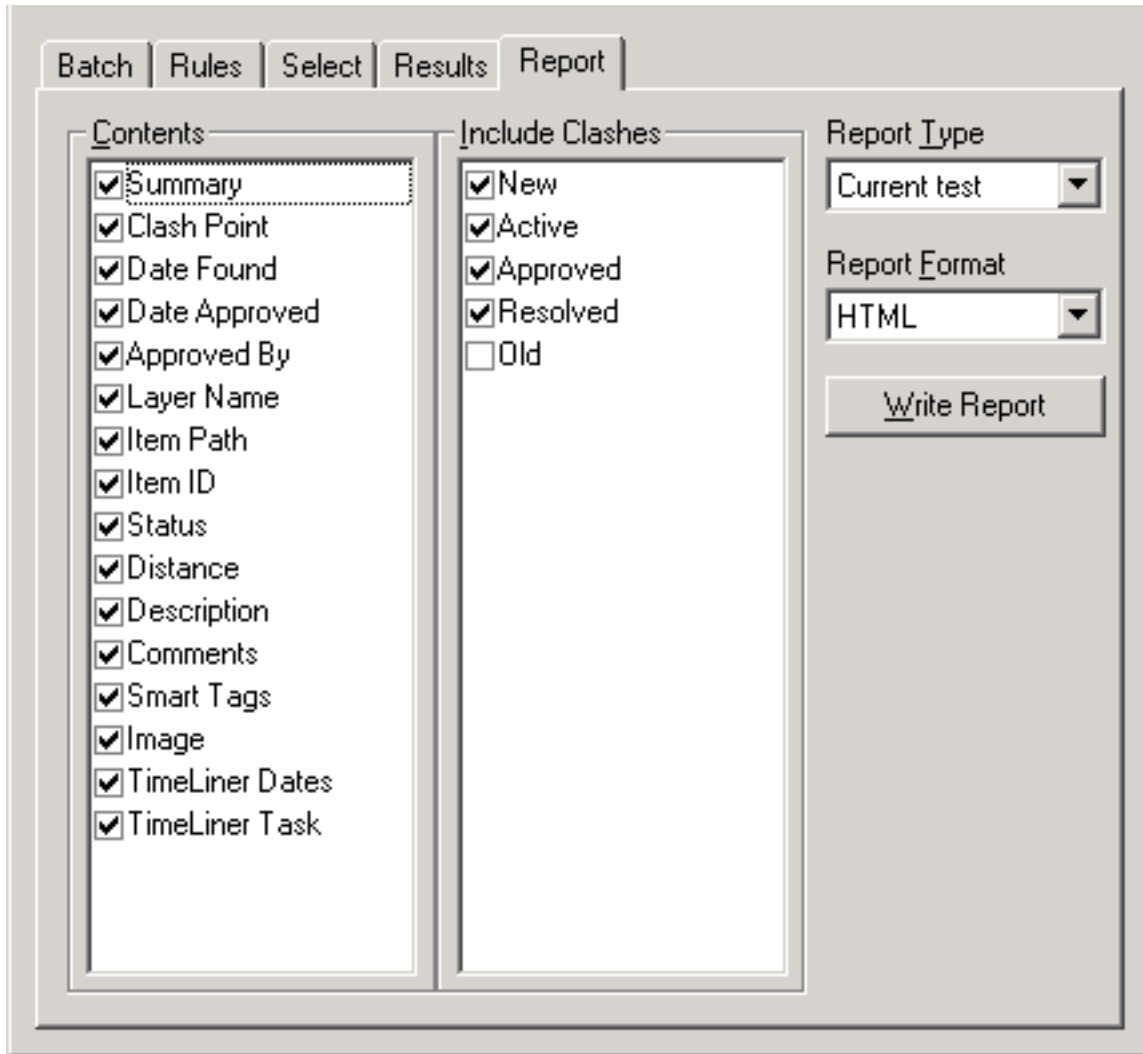 Batch Rules Select Results Report
Contents
Summary
Clash Point
Date Found
Date Approved
Approved By
Layer Name
Item Path
Item ID
Status
Distance
Description
Comments
Smart Tags
Image
TimeLiner Dates
TimeLiner Task
Include Clashes
New
Active
Approved
Resolved
Old
Report Type
Current test
Report Format
HTML
Write Report